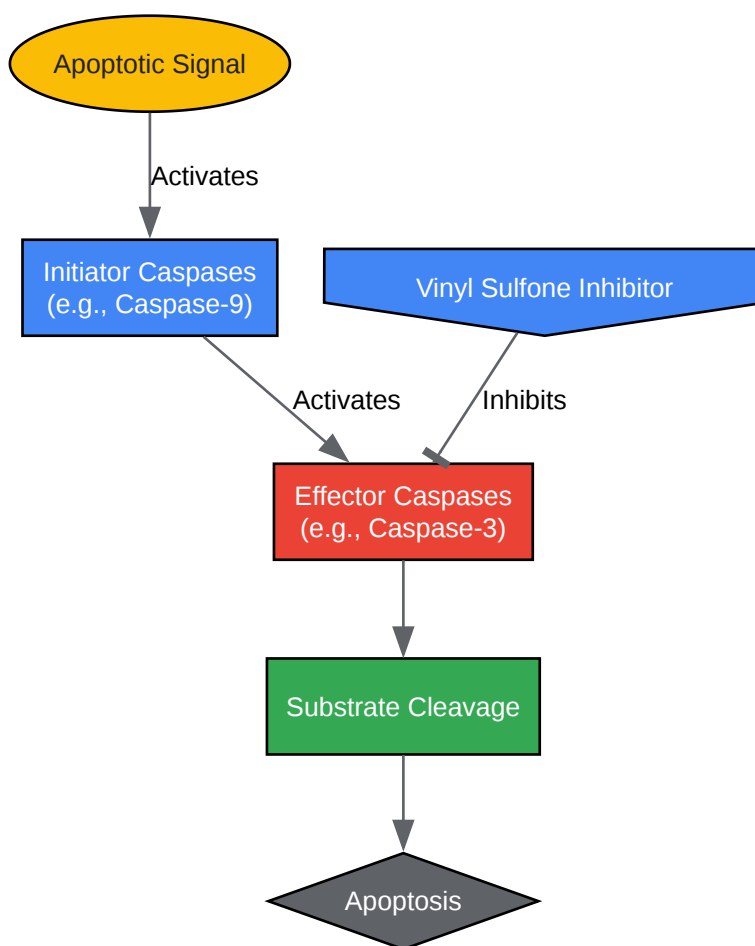 Apoptotic Signal
Activates
Initiator Caspases
(e.g., Caspase-9)
Vinyl Sulfone Inhibitor
Activates
Inhibits
Effector Caspases
(e.g., Caspase-3)
Substrate Cleavage
Apoptosis